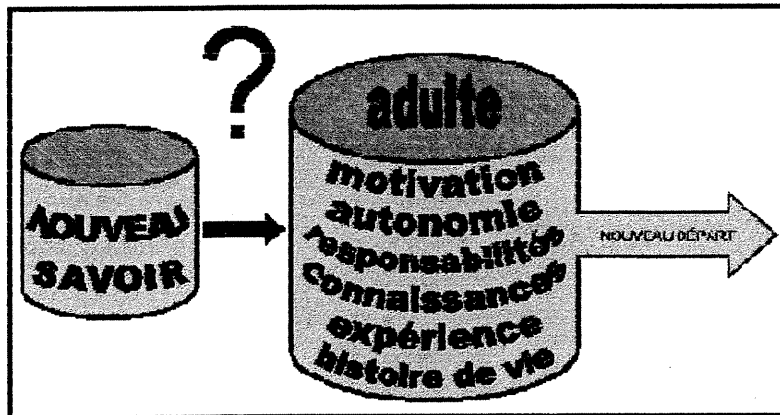 ?
NOUVEAU
SAVOIR
adulte
motivation
autonomie
responsabilités
connaissances
expérience
histoire de vie
NOUVEAU DÉPART